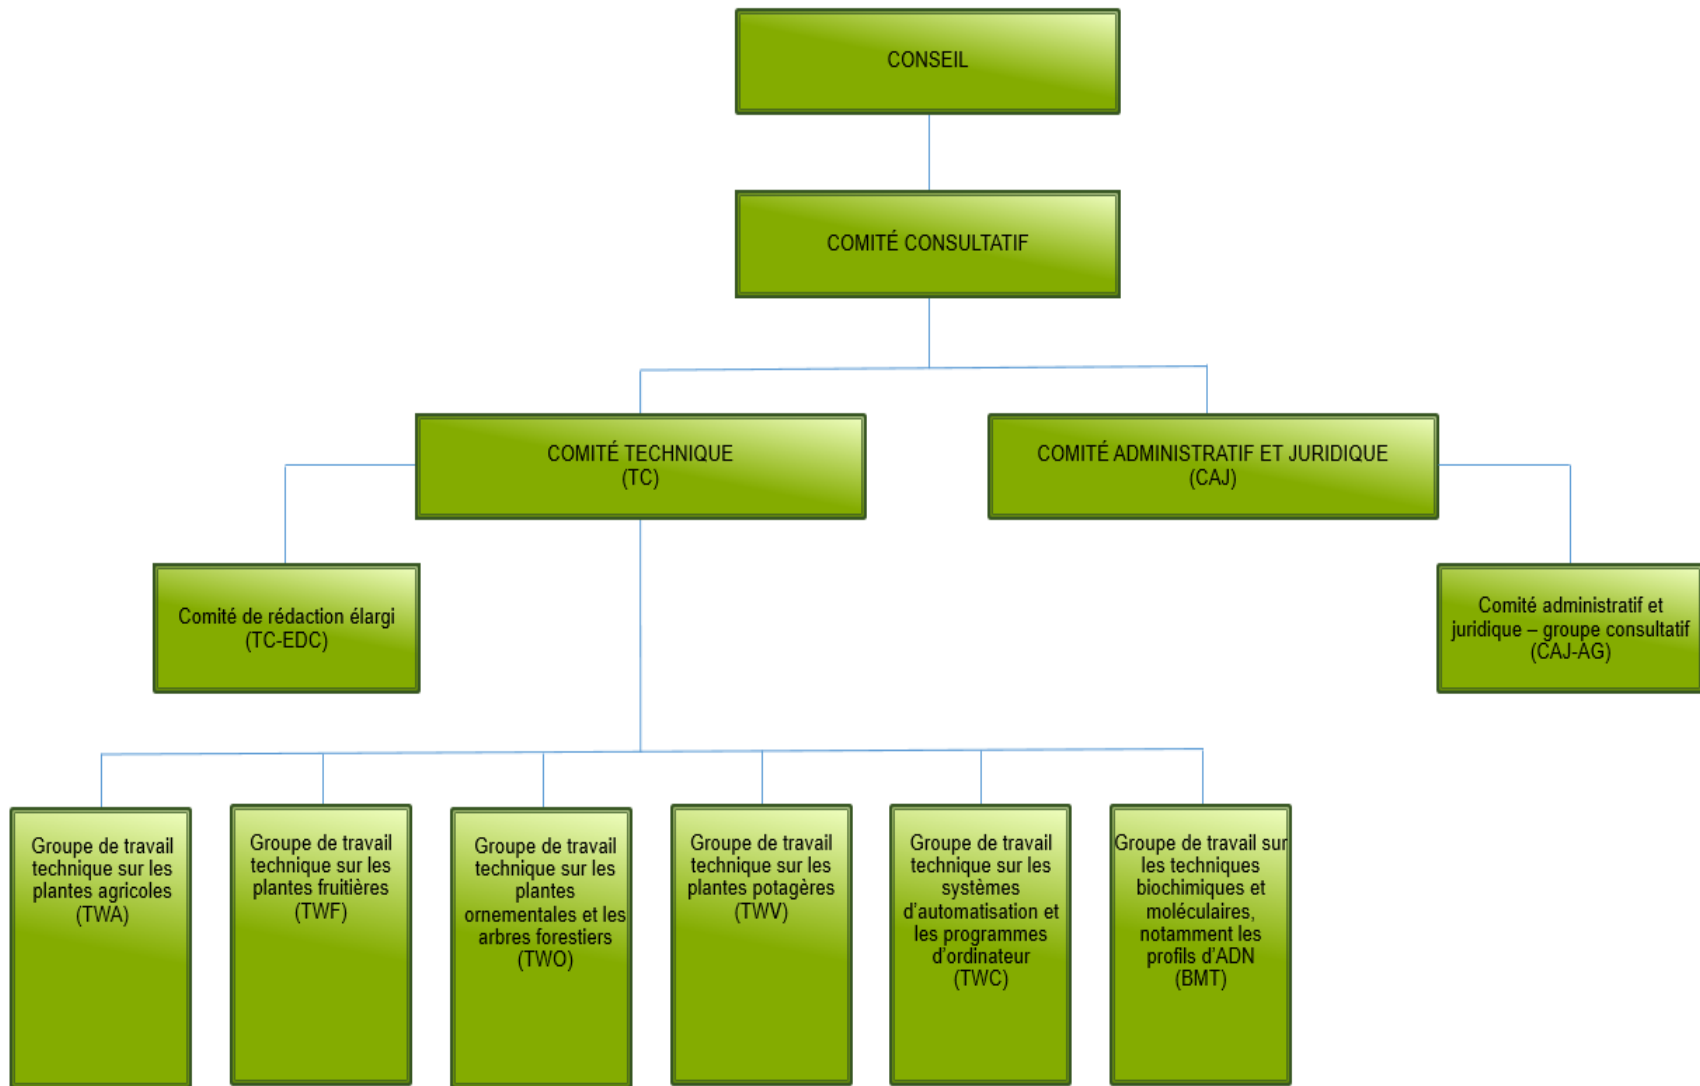 CONSEIL
COMITÉ CONSULTATIF
COMITÉ TECHNIQUE
(TC)
COMITÉ ADMINISTRATIF ET JURIDIQUE
(CAJ)
Comité de rédaction élargi
(TC-EDC)
Comité administratif et
juridique – groupe consultatif
(CAJ-AG)
Groupe de travail
technique sur les
plantes agricoles
(TWA)
Groupe de travail
technique sur les
plantes fruitières
(TWF)
Groupe de travail
technique sur les
plantes
ornementales et les
arbres forestiers
(TWO)
Groupe de travail
technique sur les
plantes potagères
(TWV)
Groupe de travail
technique sur les
systèmes
d’automatisation et
les programmes
d’ordinateur
(TWC)
Groupe de travail sur
les techniques
biochimiques et
moléculaires,
notamment les
profils d’ADN
(BMT)